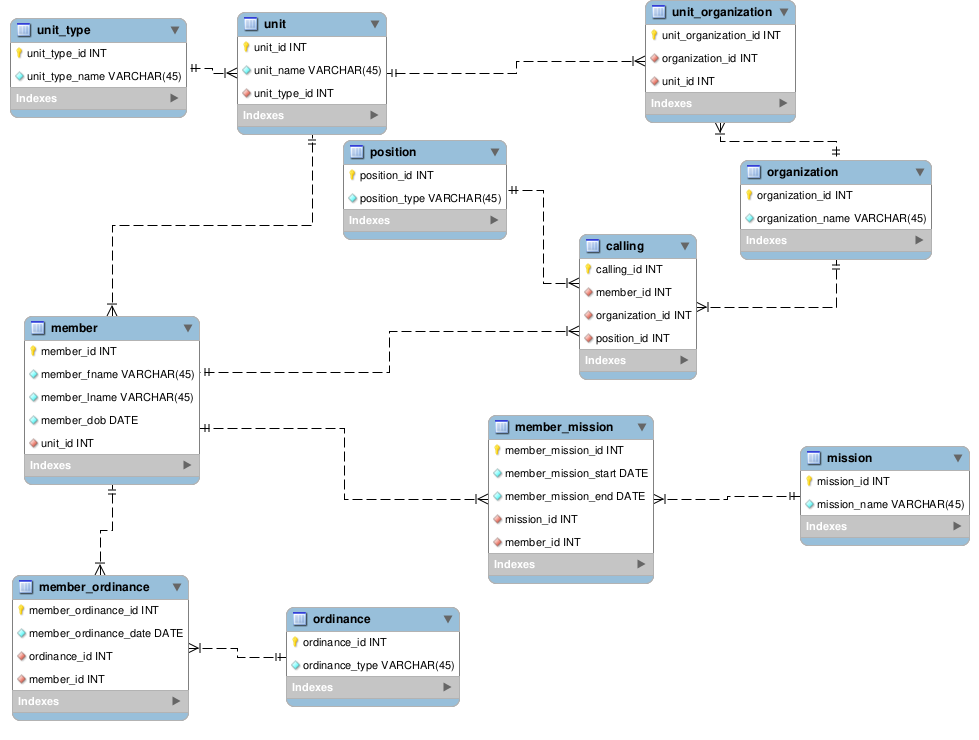 unit_type
unit_type_id INT
unit_type_name VARCHAR(45)
Indexes
unit
unit_id INT
unit_name VARCHAR(45)
unit_type_id INT
Indexes
unit_organization
unit_organization_id INT
organization_id INT
unit_id INT
Indexes
position
position_id INT
position_type VARCHAR(45)
Indexes
organization
organization_id INT
organization_name VARCHAR(45)
Indexes
calling
calling_id INT
member_id INT
organization_id INT
position_id INT
Indexes
member
member_id INT
member_fname VARCHAR(45)
member_lname VARCHAR(45)
member_dob DATE
unit_id INT
Indexes
member_mission
member_mission_id INT
member_mission_start DATE
member_mission_end DATE
mission_id INT
member_id INT
Indexes
mission
mission_id INT
mission_name VARCHAR(45)
Indexes
member_ordinance
member_ordinance_id INT
member_ordinance_date DATE
ordinance_id INT
member_id INT
Indexes
ordinance
ordinance_id INT
ordinance_type VARCHAR(45)
Indexes